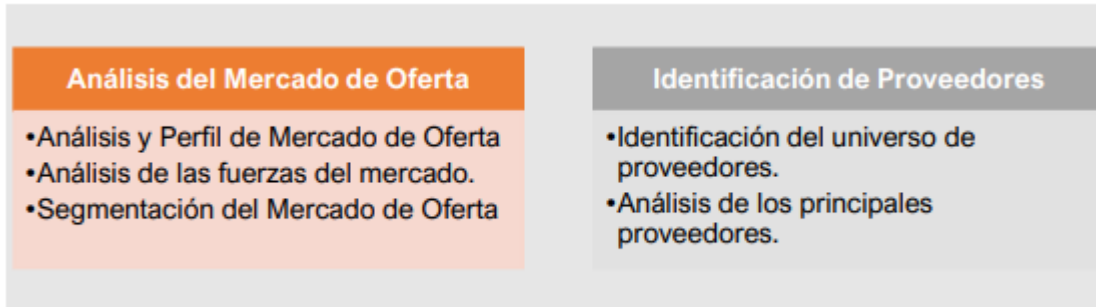 Análisis del Mercado de Oferta
•Análisis y Perfil de Mercado de Oferta
•Análisis de las fuerzas del mercado.
•Segmentación del Mercado de Oferta
Identificación de Proveedores
•Identificación del universo de
proveedores.
•Análisis de los principales
proveedores.